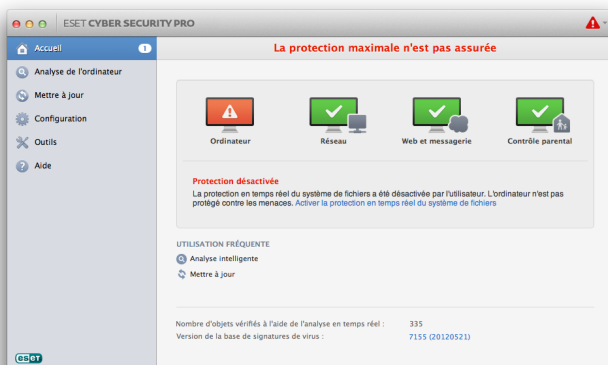 ESET CYBER SECURITY PRO
Accueil
1
La protection maximale n'est pas assurée
Analyse de l'ordinateur
Mettre à jour
Configuration
Outils
Aide
Ordinateur
Réseau
Web et messagerie
Contrôle parental
Protection désactivée
La protection en temps réel du système de fichiers a été désactivée par l'utilisateur. L'ordinateur n'est pas
protégé contre les menaces. Activer la protection en temps réel du système de fichiers
UTILISATION FRÉQUENTE
Analyse intelligente
Mettre à jour
Nombre d'objets vérifiés à l'aide de l'analyse en temps réel : 335
Version de la base de signatures de virus : 7155 (20120521)
eset